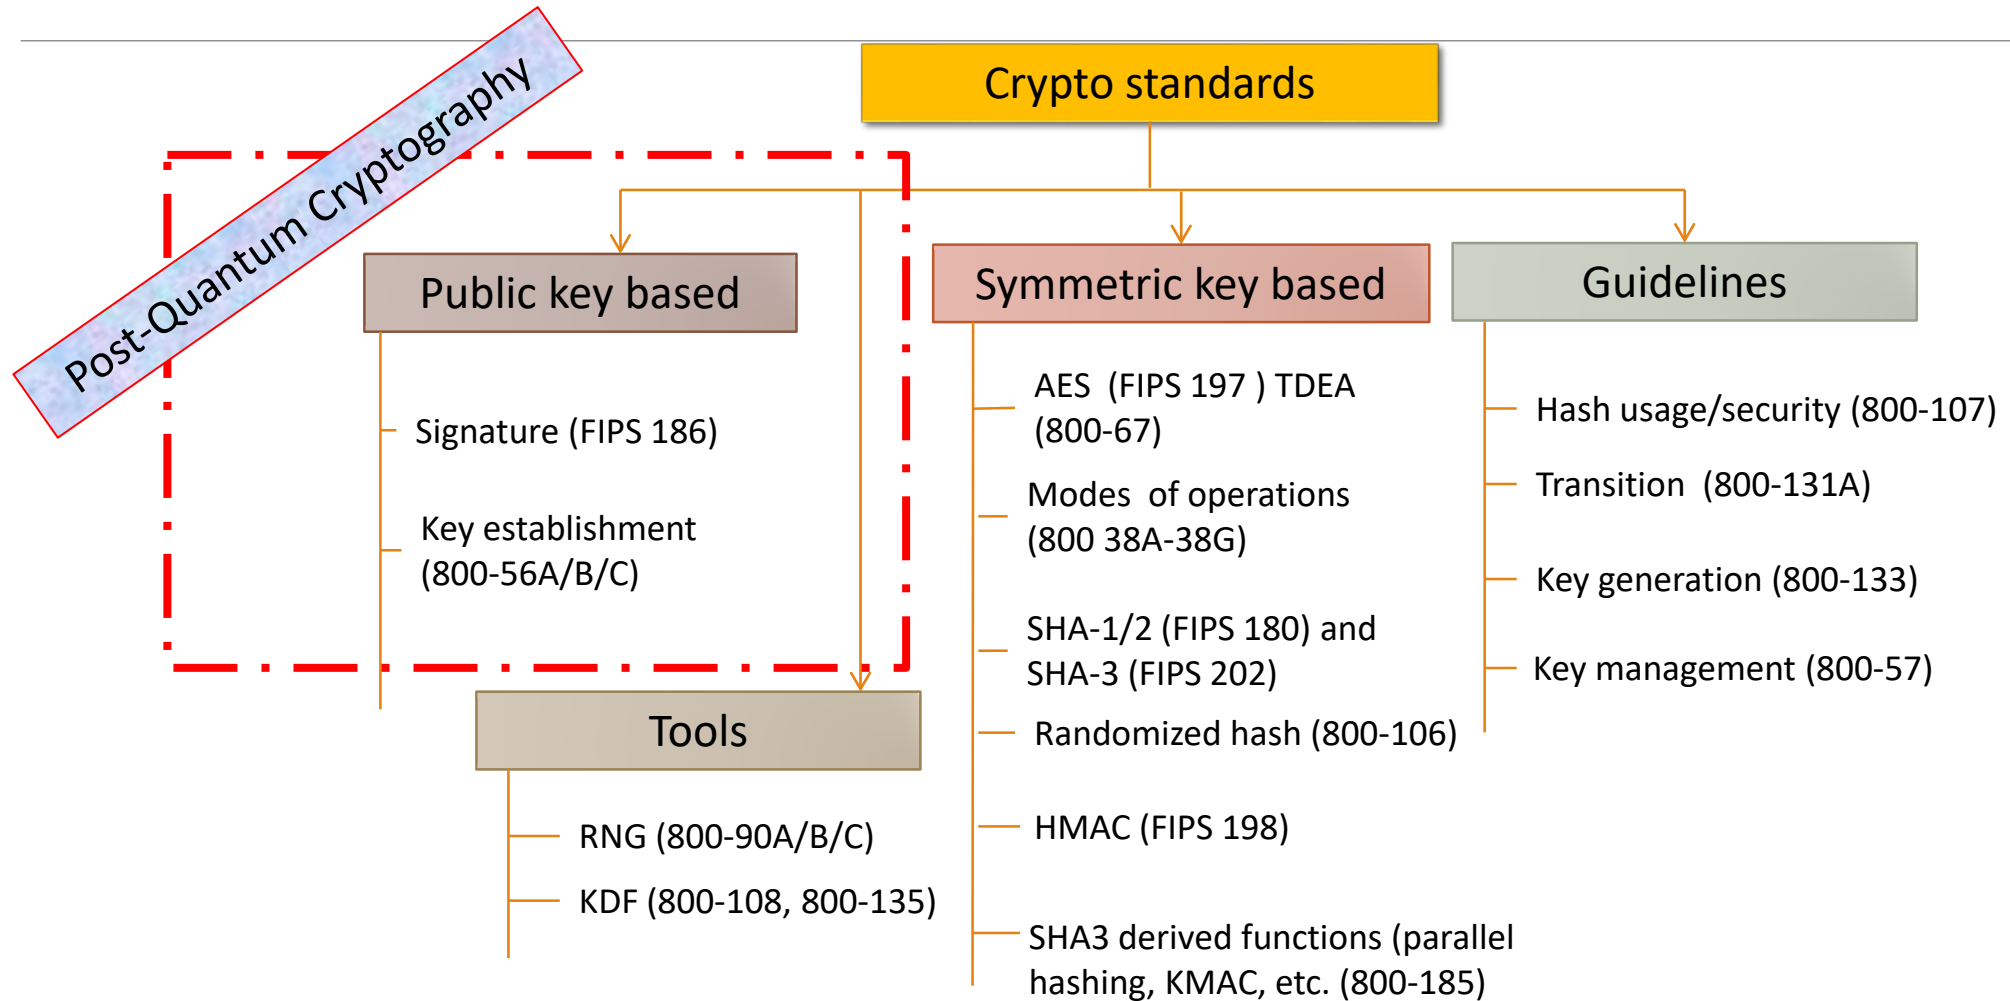 Crypto standards
Post-Quantum Cryptography
Public key based
Signature (FIPS 186)
Key establishment
(800-56A/B/C)
Tools
RNG (800-90A/B/C)
KDF (800-108, 800-135)
Symmetric key based
AES  (FIPS 197 ) TDEA
(800-67)
Modes  of operations
(800 38A-38G)
SHA-1/2 (FIPS 180) and
SHA-3 (FIPS 202)
Randomized hash (800-106)
HMAC (FIPS 198)
SHA3 derived functions (parallel
hashing, KMAC, etc. (800-185)
Guidelines
Hash usage/security (800-107)
Transition  (800-131A)
Key generation (800-133)
Key management (800-57)